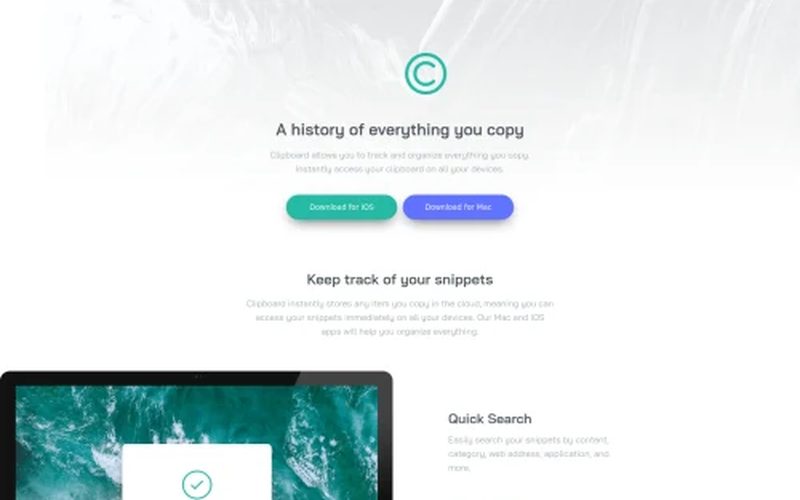 ©
A history of everything you copy
Clipboard allows you to track and organize everything you copy.
Instantly access your clipboard on all your devices.
Download for iOS
Download for Mac
Keep track of your snippets
Clipboard instantly stores any item you copy in the cloud, meaning you can
access your snippets immediately on all your devices. Our Mac and iOS
apps will help you organize everything.
Quick Search
Easily search your snippets by content,
category, web address, application, and
more.